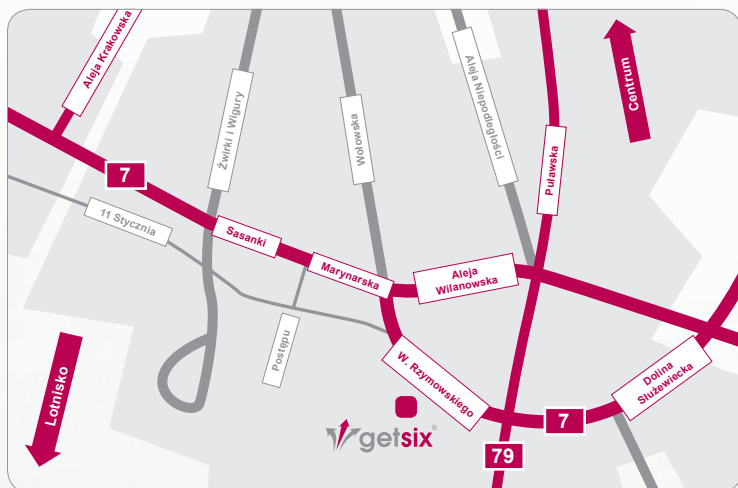 Aleja Krakowska
Centrum
Żwirki i Wigury
Wołowska
Aleja Niepodległości
Puławska
7
11 Stycznia
Sasanki
Marynarska
Aleja
Wilanowska
Postępu
W. Rzymowskiego
Dolina
Służewiecka
Lotnisko
7
getsix®
79